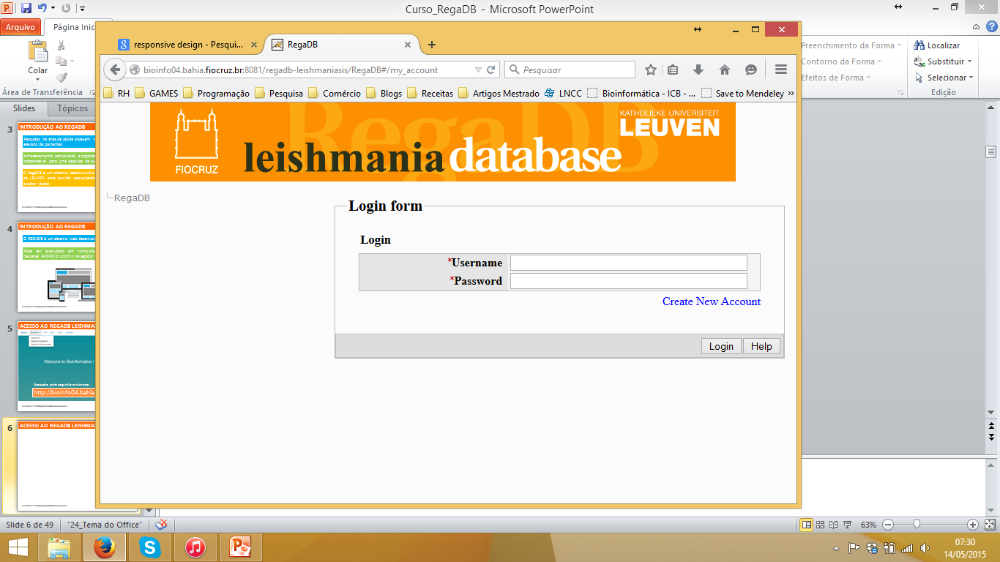 Curso_RegaDB - Microsoft PowerPoint
Arquivo
Página Inic
Colar
Área de Transferência
Preenchimento da Forma
Contorno da Forma
Efeitos de Forma
Localizar
Substituir
Selecionar
Edição
responsive design - Pesqui...
RegaDB
bioinfo04.bahia.fiocruz.br:8081/regadb-leishmaniasis/RegaDB#/my_account
Pesquisar
RH GAMES Programação Pesquisa Comércio Blogs Receitas Artigos Mestrado LNCC Bioinformática - ICB - ... Save to Mendeley »
Slides
Tópicos
3
INTRODUÇÃO AO REGADB
4
INTRODUÇÃO AO REGADB
5
ACESSO AO REGADB LEISHMA
Welcome to BioInformatics /
http://bioinfo04.bahia.
6
ACESSO AO REGADB LEISHMA
RegaDB
FIOCRUZ
leishmania database
KATHOLIEKE UNIVERSITEIT
LEUVEN
RegaDB
Login form
Login
*Username
*Password
Create New Account
Login
Help
Slide 6 de 49
"24_Tema do Office"
63%
07:30
14/05/2015